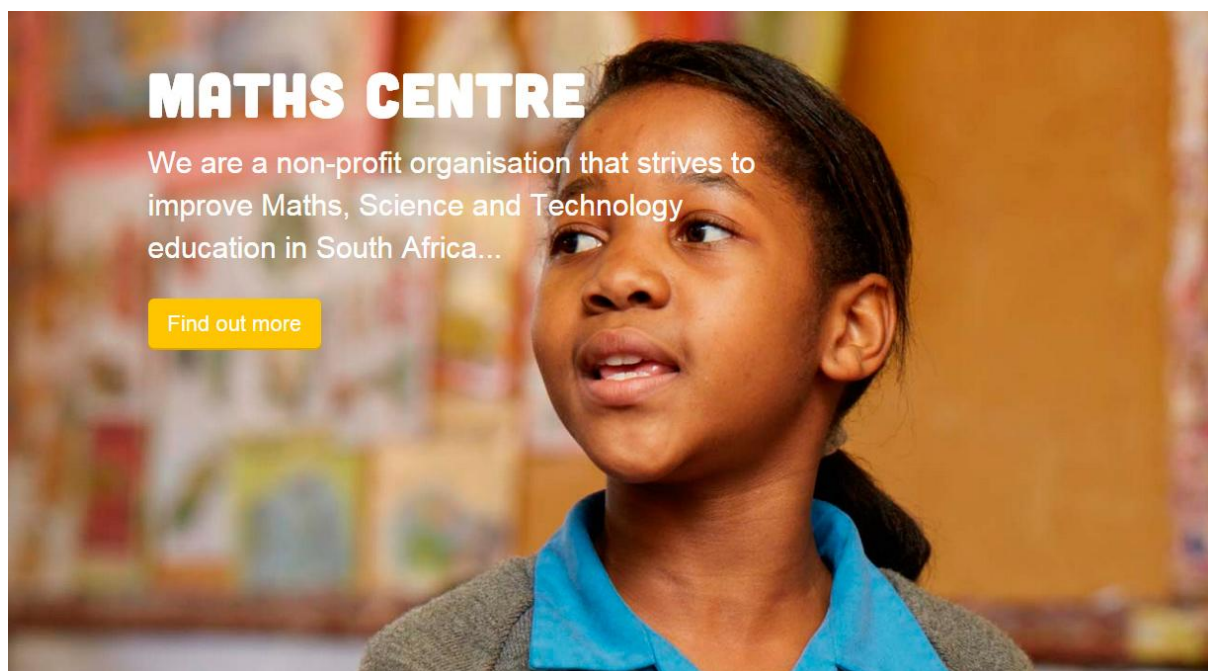 MATHS CENTRE
We are a non-profit organisation that strives to
improve Maths, Science and Technology
education in South Africa...
Find out more